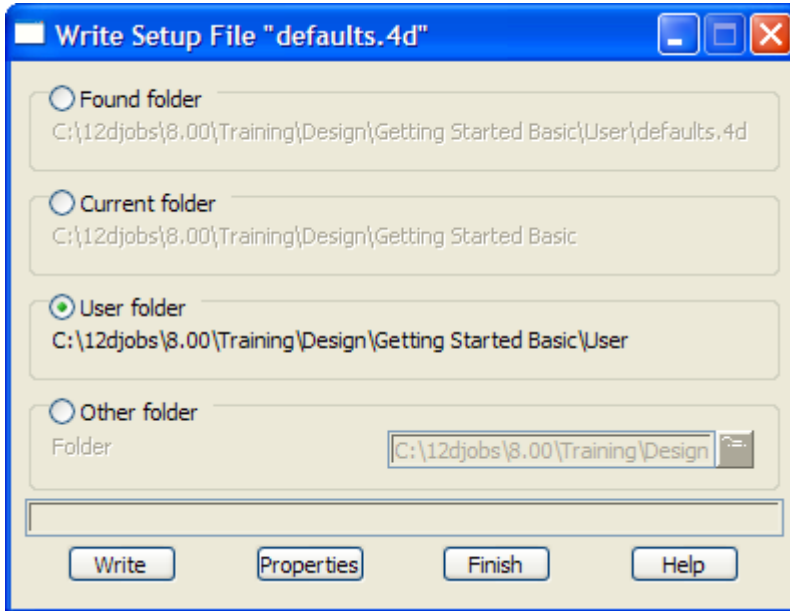 Write Setup File "defaults.4d"
Found folder
C:\12djobs\8.00\Training\Design\Getting Started Basic\User\defaults.4d
Current folder
C:\12djobs\8.00\Training\Design\Getting Started Basic
User folder
C:\12djobs\8.00\Training\Design\Getting Started Basic\User
Other folder
Folder C:\12djobs\8.00\Training\Design
Write Properties Finish Help